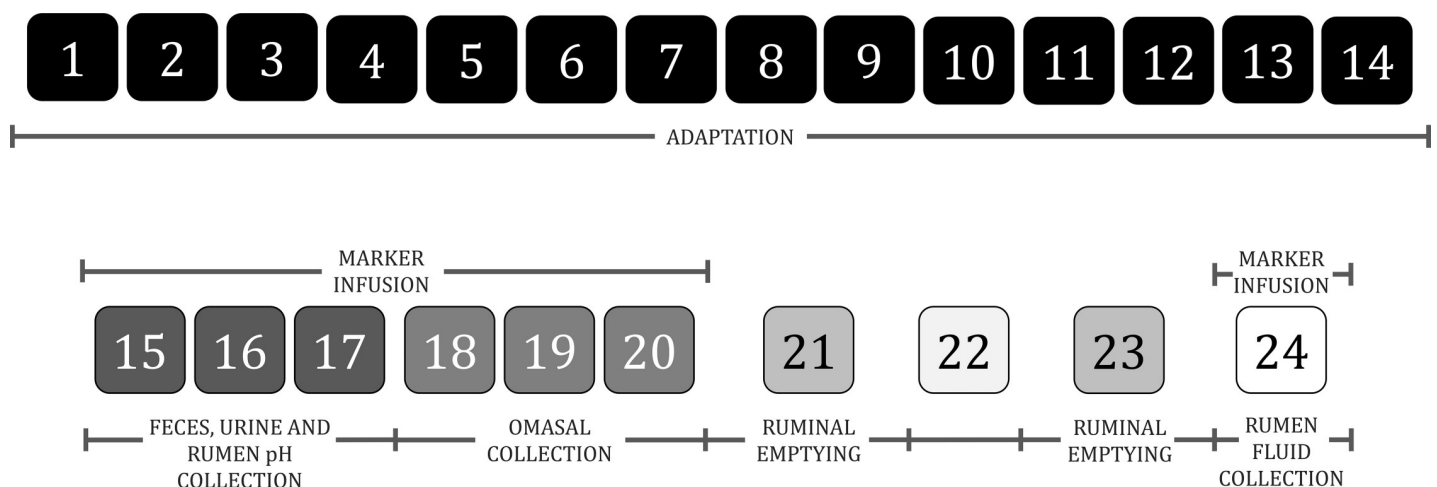 1 2 3 4 5 6 7 8 9 10 11 12 13 14
ADAPTATION
MARKER
INFUSION
MARKER
INFUSION
15 16 17 18 19 20 21 22 23 24
FECES, URINE AND
RUMEN pH
COLLECTION
OMASAL
COLLECTION
RUMINAL
EMPTYING
RUMINAL
EMPTYING
RUMEN
FLUID
COLLECTION